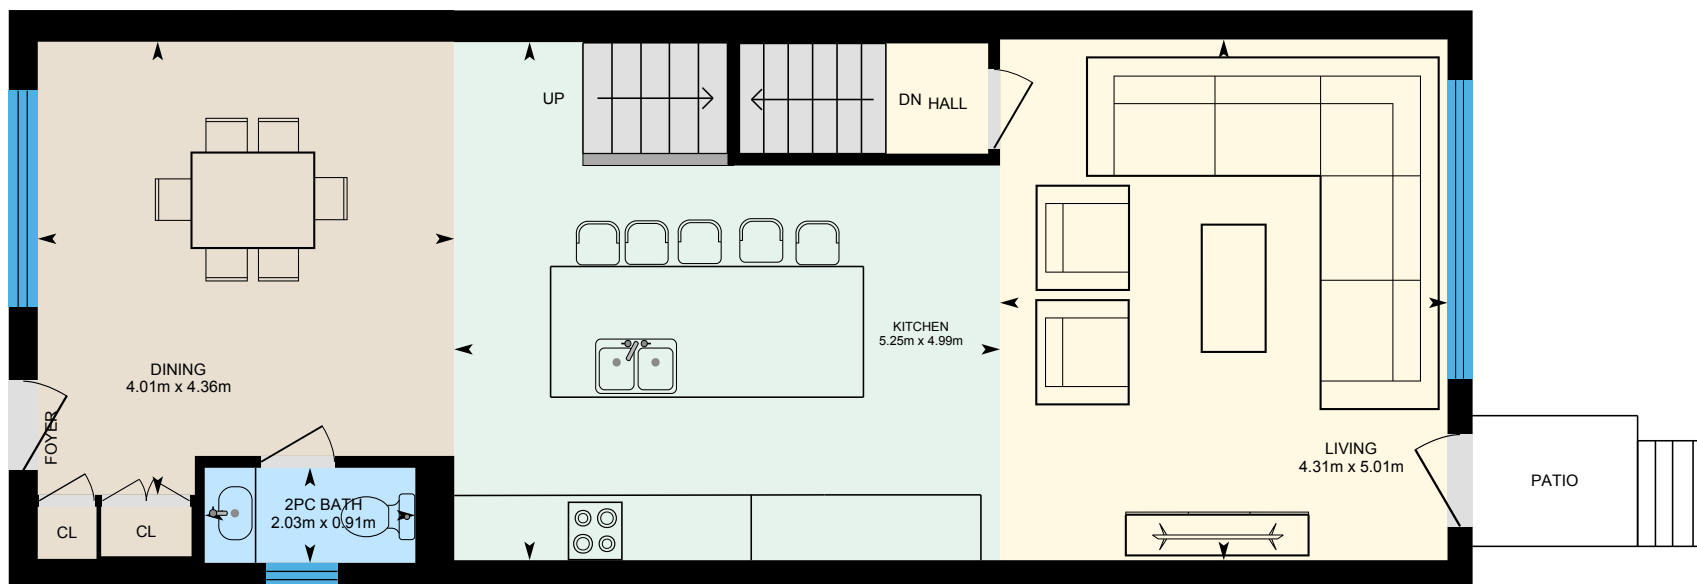 UP
DN
HALL
KITCHEN
5.25m x 4.99m
DINING
4.01m x 4.36m
FOYER
CL
CL
2PC BATH
2.03m x 0.91m
LIVING
4.31m x 5.01m
PATIO